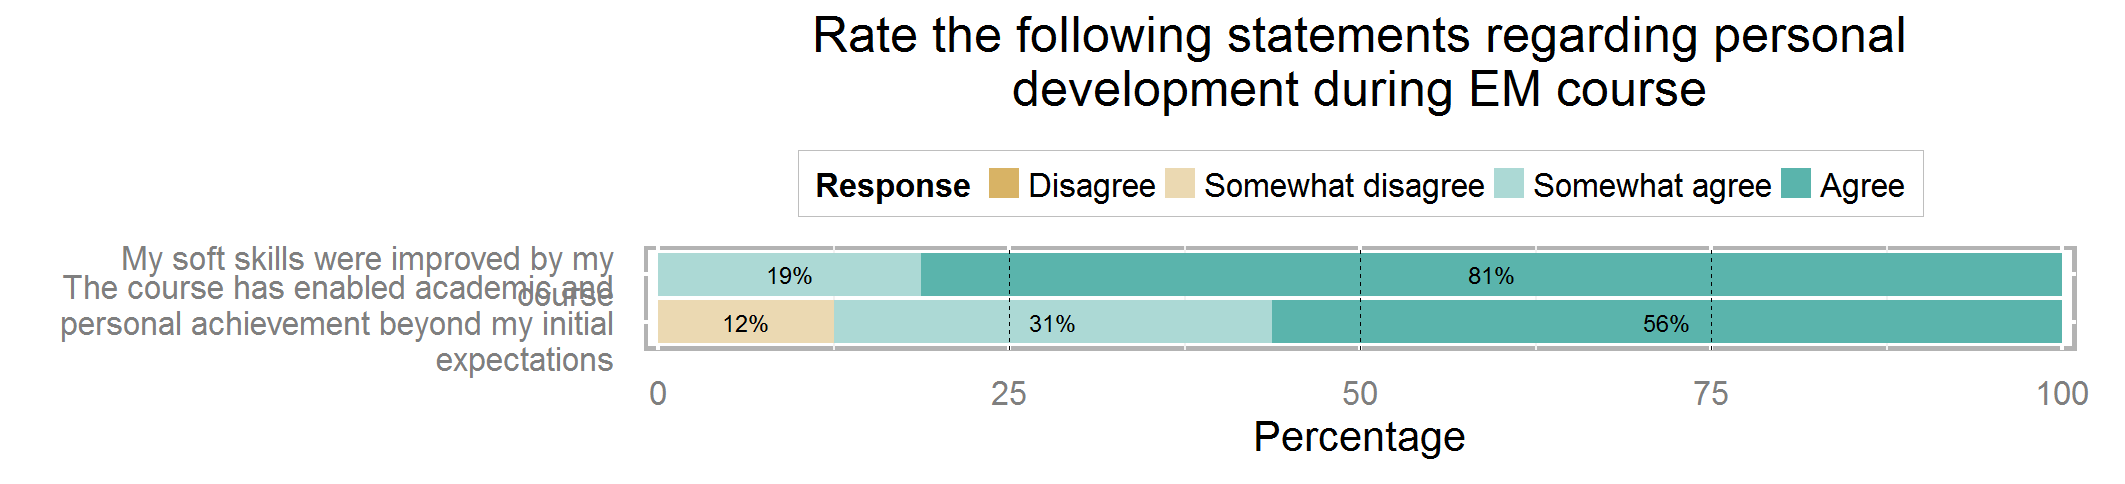 Rate the following statements regarding personal
development during EM course
Response Disagree Somewhat disagree Somewhat agree Agree
My soft skills were improved by my
course
19% 81%
The course has enabled academic and
personal achievement beyond my initial
expectations
12% 31% 56%
0 25 50 75 100
Percentage